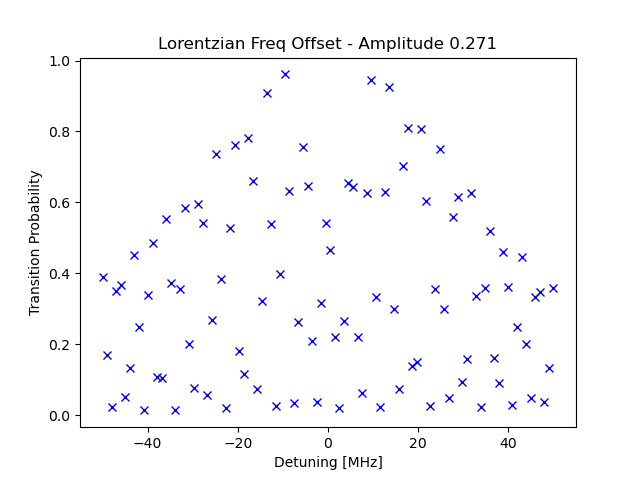 Lorentzian Freq Offset - Amplitude 0.271
1.0
0.8
0.6
0.4
0.2
0.0
Transition Probability
−40 −20 0 20 40
Detuning [MHz]